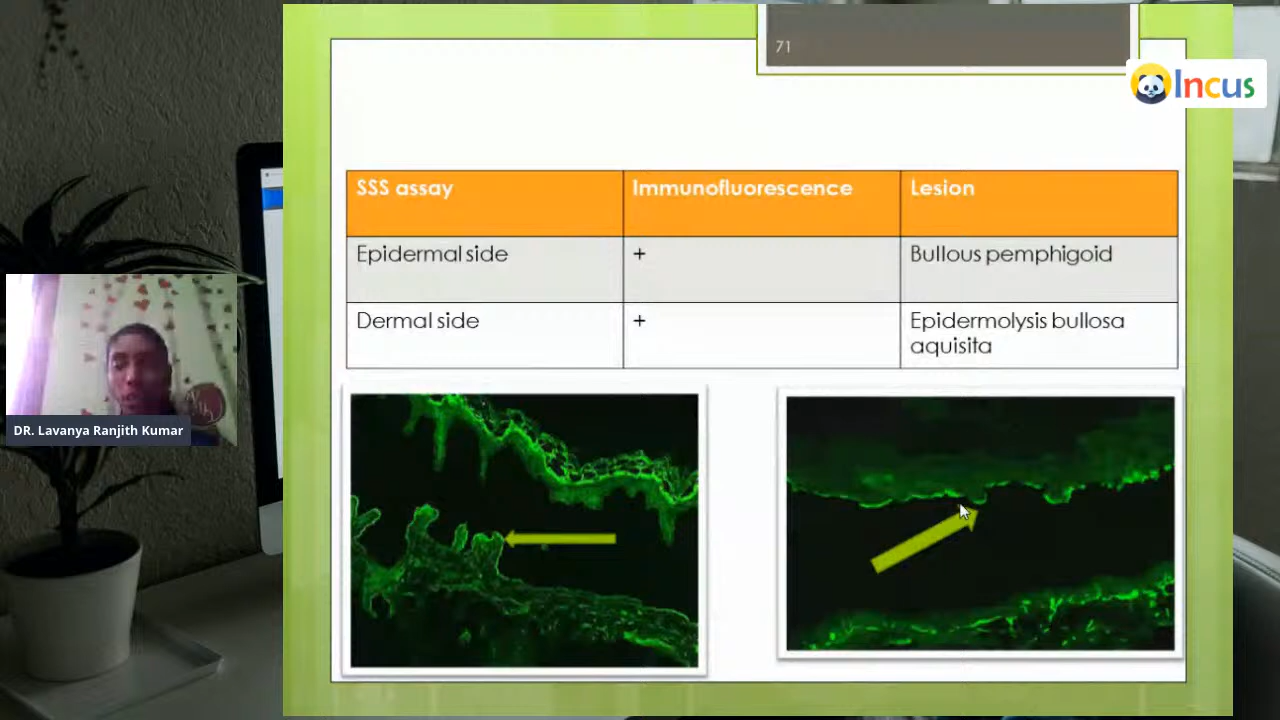 71
Incus
SSS assay
Immunofluorescence
Lesion
Epidermal side
+
Bullous pemphigoid
Dermal side
+
Epidermolysis bullosa
aquisita
DR. Lavanya Ranjith Kumar